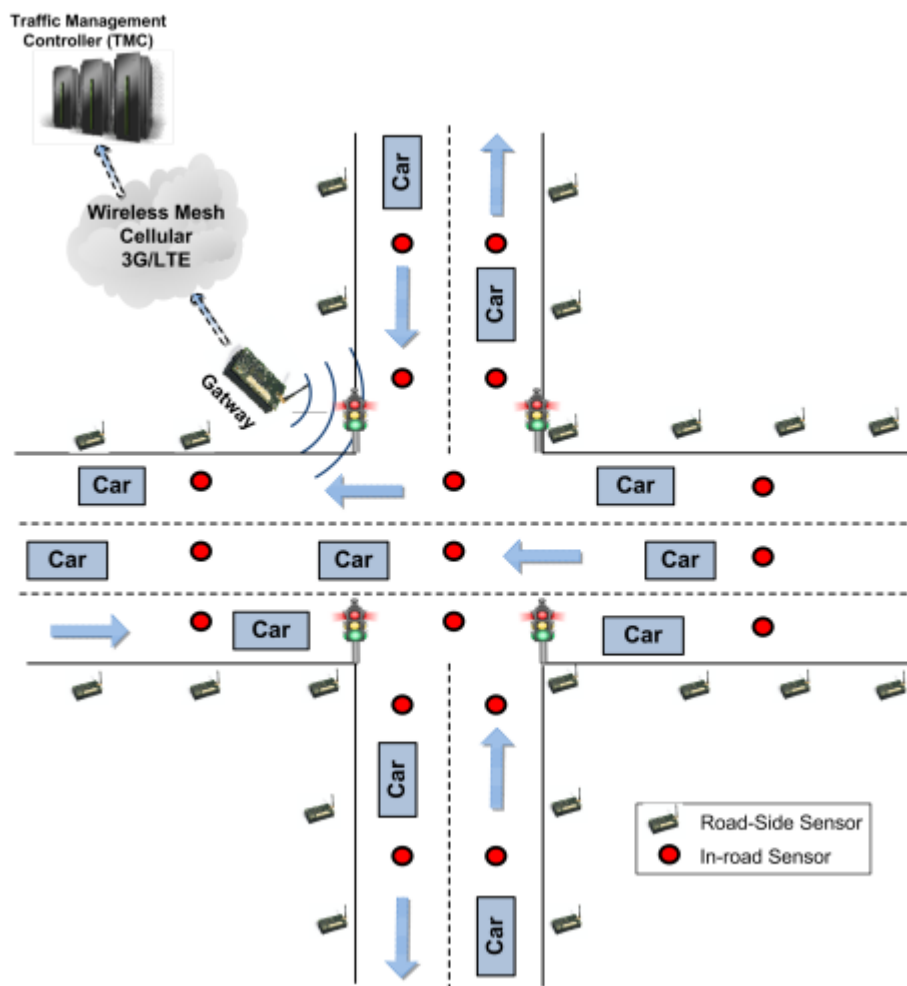 Traffic Management
Controller (TMC)
Wireless Mesh
Cellular
3G/LTE
Gatway
Car
Car
Car
Car
Car
Car
Car
Car
Car
Car
Car
Road-Side Sensor
In-road Sensor